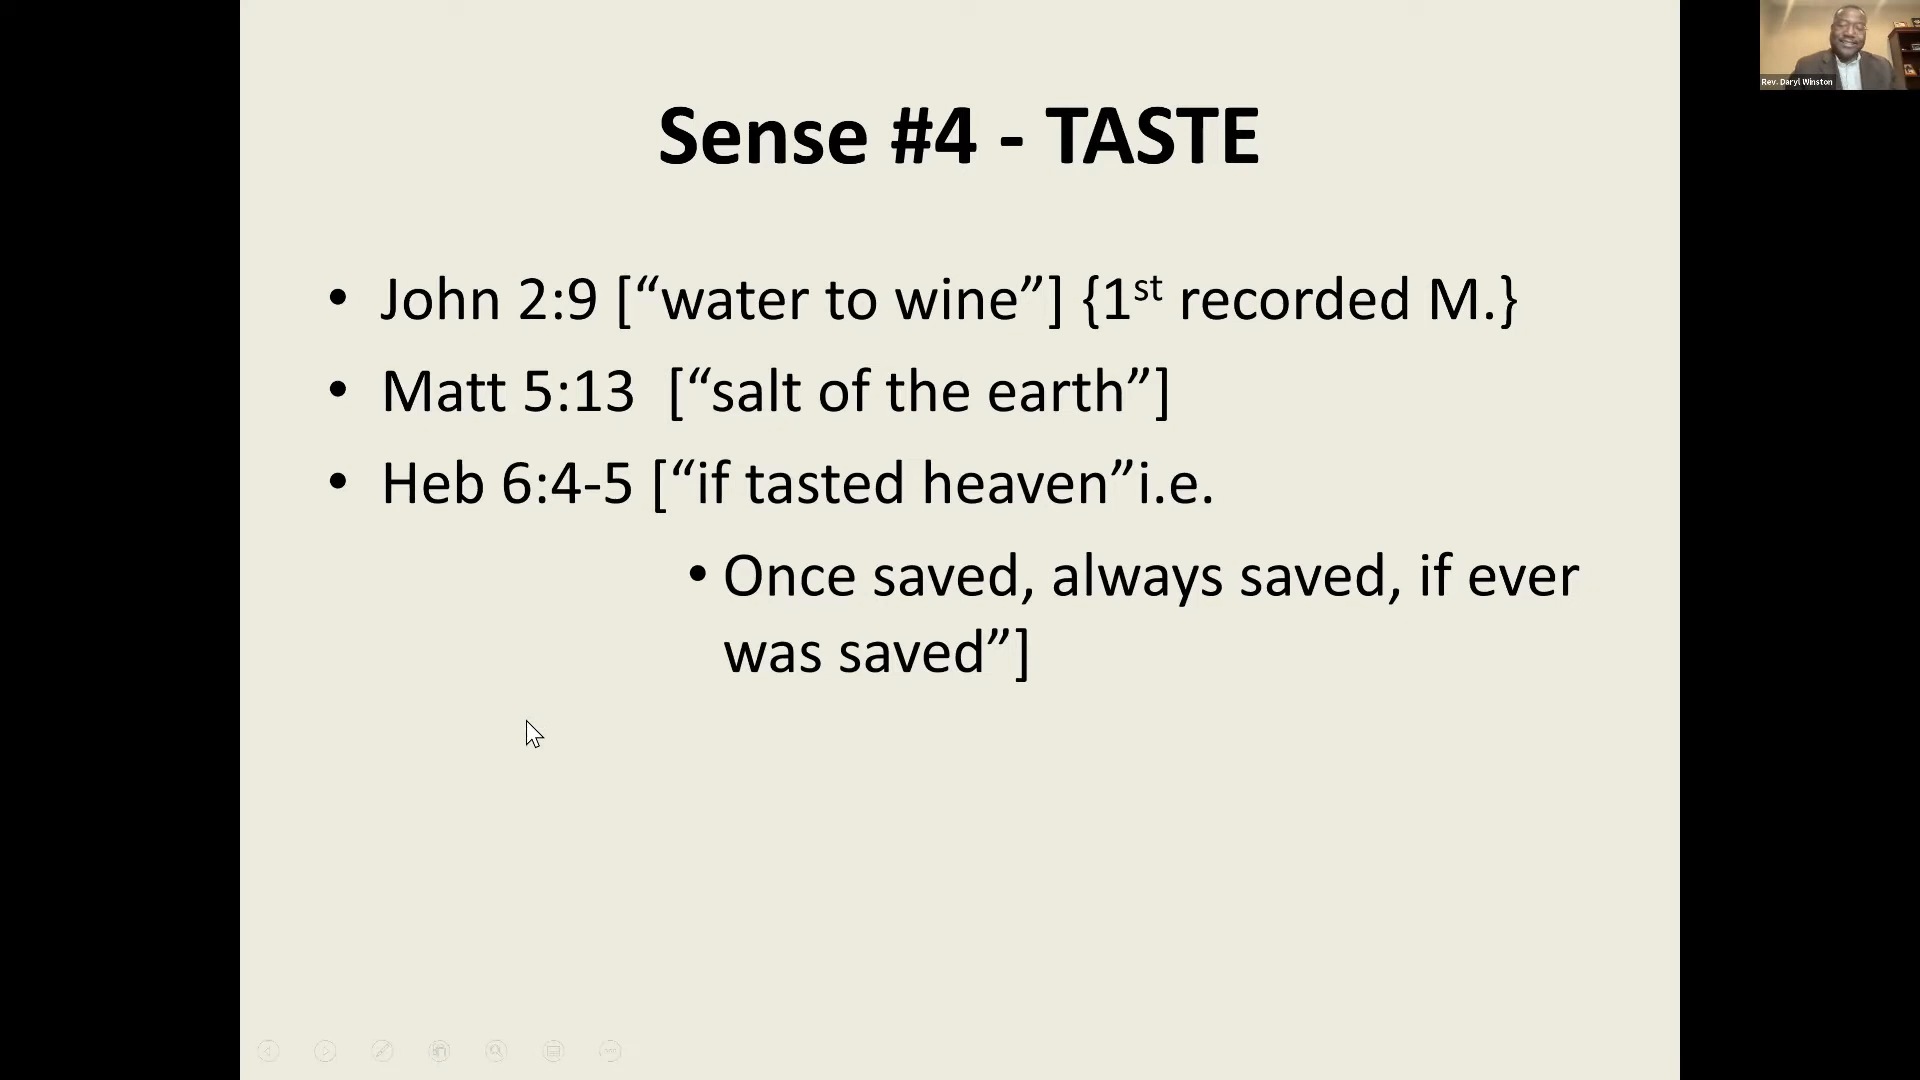 Rev. Daryl Winston
Sense #4 - TASTE
• John 2:9 [“water to wine”] {1st recorded M.}
• Matt 5:13  [“salt of the earth”]
• Heb 6:4-5 [“if tasted heaven”i.e.
• Once saved, always saved, if ever
was saved”]